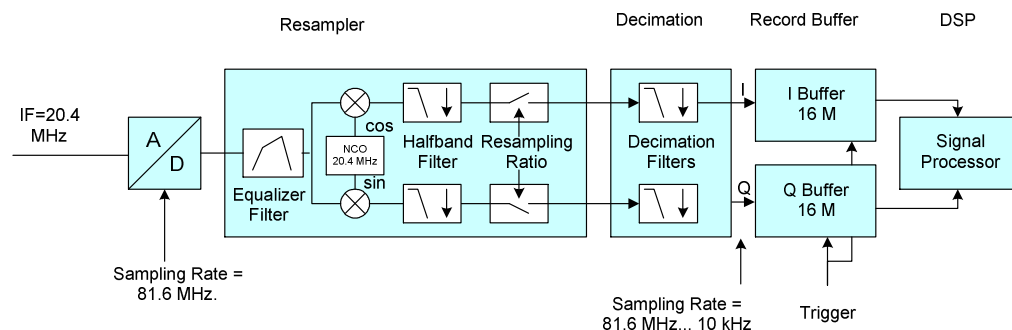 Resampler
Decimation
Record Buffer
DSP
IF=20.4
MHz
A
D
Equalizer
Filter
cos
NCO
20.4 MHz
sin
Halfband
Filter
Resampling
Ratio
Decimation
Filters
I
Q
I Buffer
16 M
Q Buffer
16 M
Signal
Processor
Sampling Rate =
81.6 MHz.
Sampling Rate =
81.6 MHz... 10 kHz
Trigger